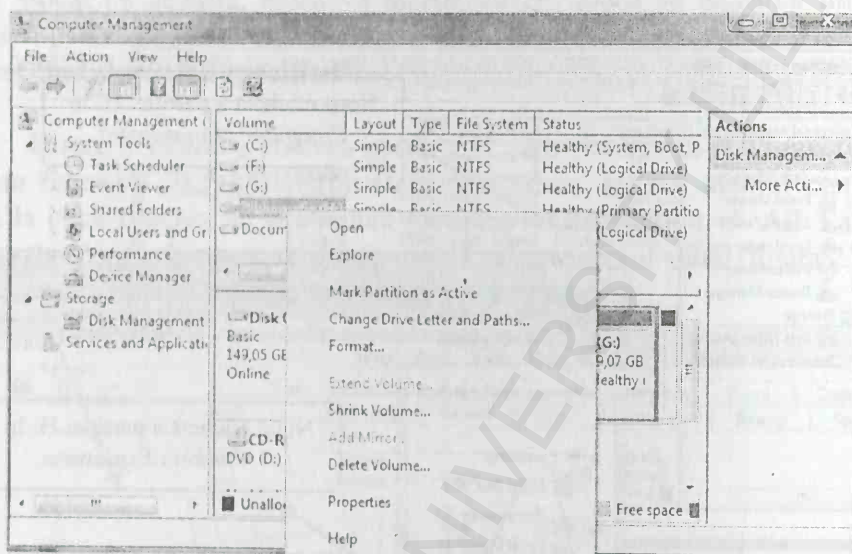 Computer Management
File Action View Help
Computer Management (
System Tools
Task Scheduler
Event Viewer
Shared Folders
Local Users and Gr
Performance
Device Manager
Storage
Disk Management
Services and Applicati
Volume Layout Type File System Status
(C:) Simple Basic NTFS Healthy (System, Boot, P
(F:) Simple Basic NTFS Healthy (Logical Drive)
(G:) Simple Basic NTFS Healthy (Logical Drive)
Simple Basic NTFS Healthy (Primary Partitio
Docum (Logical Drive)
Disk
Basic
149,05 GB
Online
CD-R
DVD (D:)
Unallo
Open
Explore
Mark Partition as Active
Change Drive Letter and Paths...
Format...
Extend Volume...
Shrink Volume...
Add Mirror...
Delete Volume...
Properties
Help
(G:)
9,07 GB
Healthy
Free space
Actions
Disk Managem...
More Acti...
UNIVERSITY